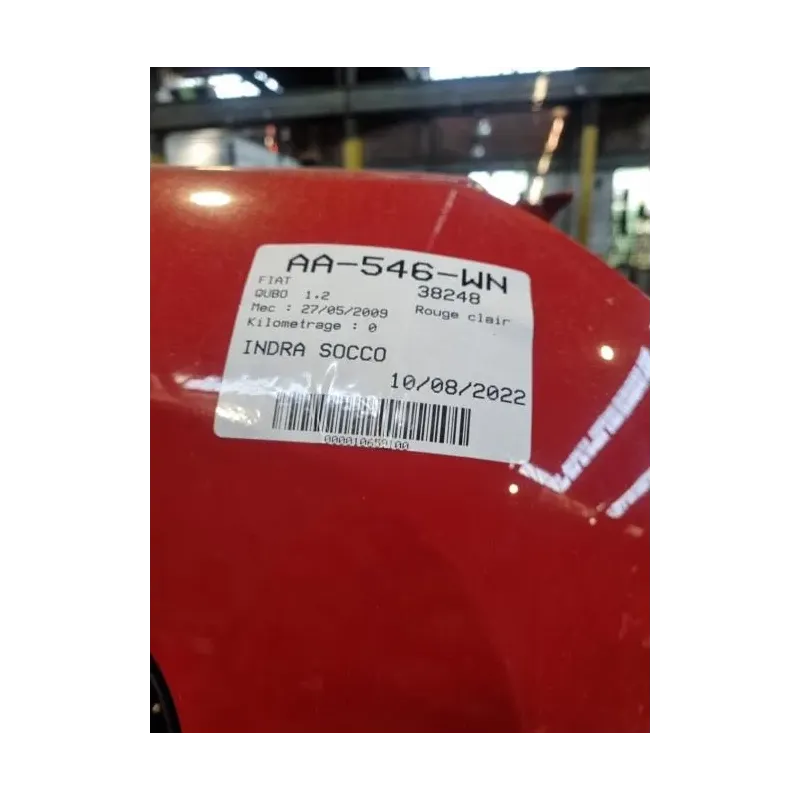 AA-546-WN
FIAT 38248
QUBO 1.2 Rouge clair
Mec : 27/05/2009
Kilometrage : 0
INDRA SOCCO
10/08/2022